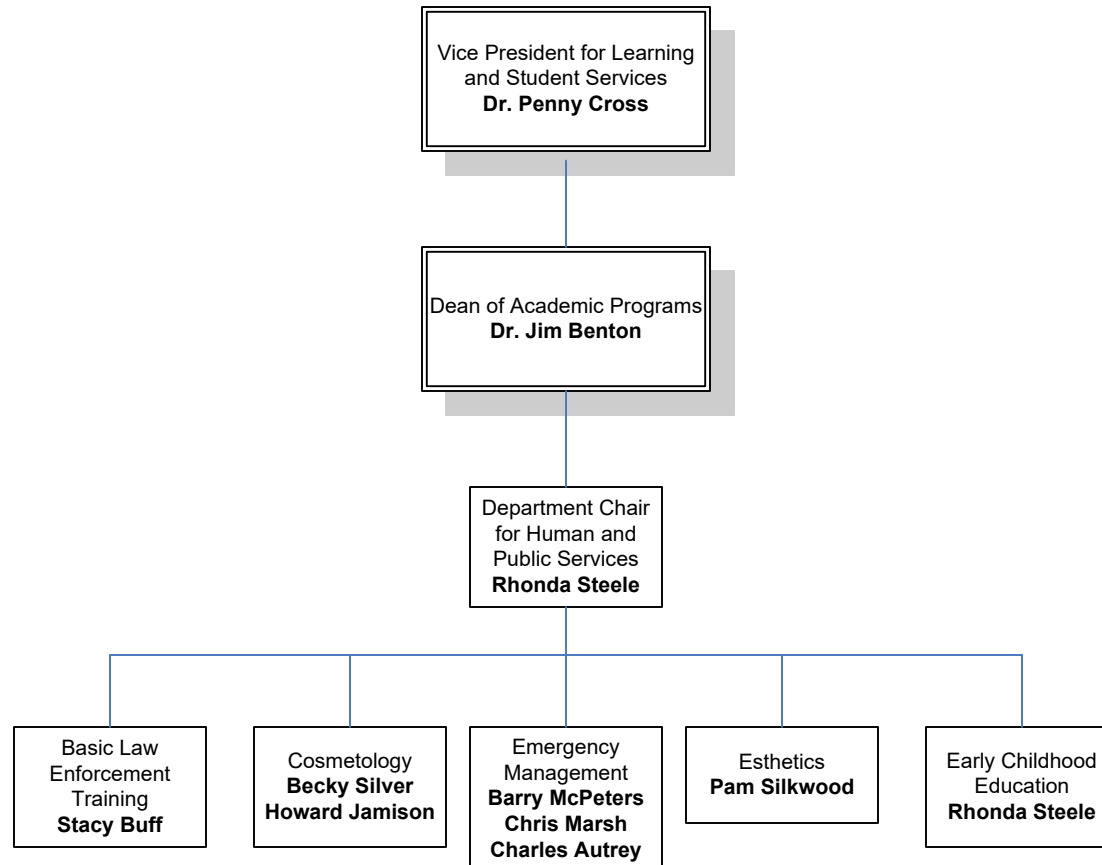 Vice President for Learning
and Student Services
Dr. Penny Cross
Dean of Academic Programs
Dr. Jim Benton
Department Chair
for Human and
Public Services
Rhonda Steele
Basic Law
Enforcement
Training
Stacy Buff
Cosmetology
Becky Silver
Howard Jamison
Emergency
Management
Barry McPeters
Chris Marsh
Charles Autrey
Esthetics
Pam Silkwood
Early Childhood
Education
Rhonda Steele